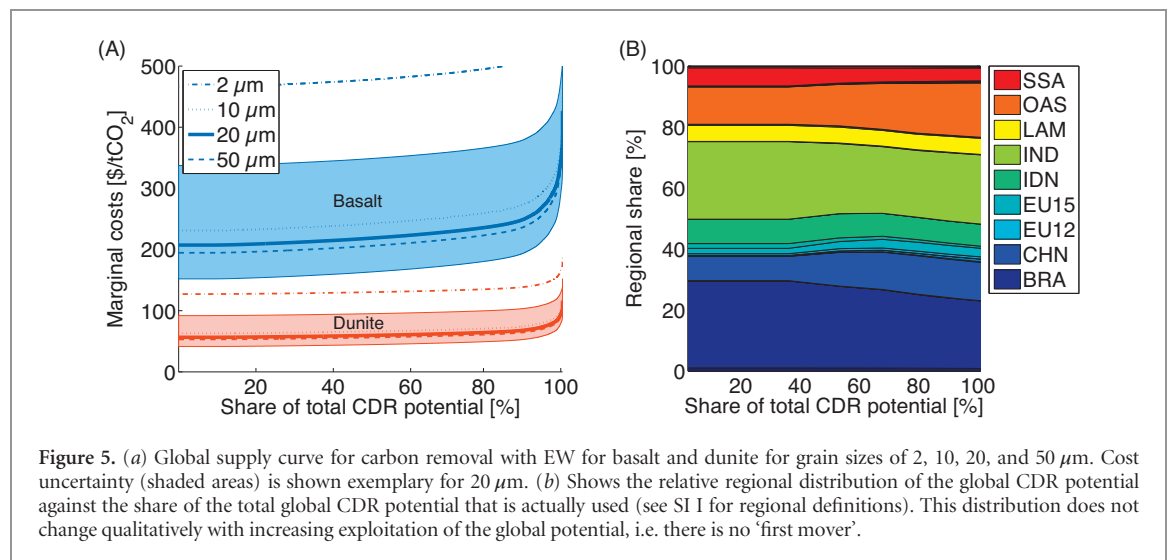 (A)
500
400
300
200
100
0
Marginal costs [$/tCO₂]
2 µm
10 µm
20 µm
50 µm
Basalt
Dunite
20
40
60
80
100
Share of total CDR potential [%]
(B)
100
80
60
40
20
0
Regional share [%]
20
40
60
80
100
Share of total CDR potential [%]
SSA
OAS
LAM
IND
IDN
EU15
EU12
CHN
BRA
Figure 5. (a) Global supply curve for carbon removal with EW for basalt and dunite for grain sizes of 2, 10, 20, and 50 µm. Cost
uncertainty (shaded areas) is shown exemplary for 20 µm. (b) Shows the relative regional distribution of the global CDR potential
against the share of the total global CDR potential that is actually used (see SI I for regional definitions). This distribution does not
change qualitatively with increasing exploitation of the global potential, i.e. there is no ‘first mover’.